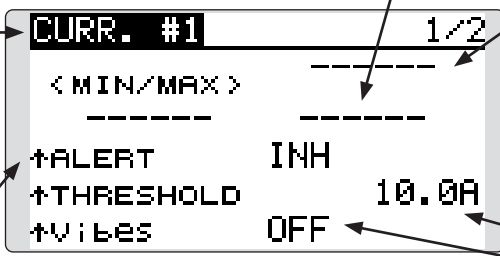 CURR. #1 1/2
------
<MIN/MAX>
------ ------
↑ALERT INH
↑THRESHOLD 10.0A
↑Vibes OFF